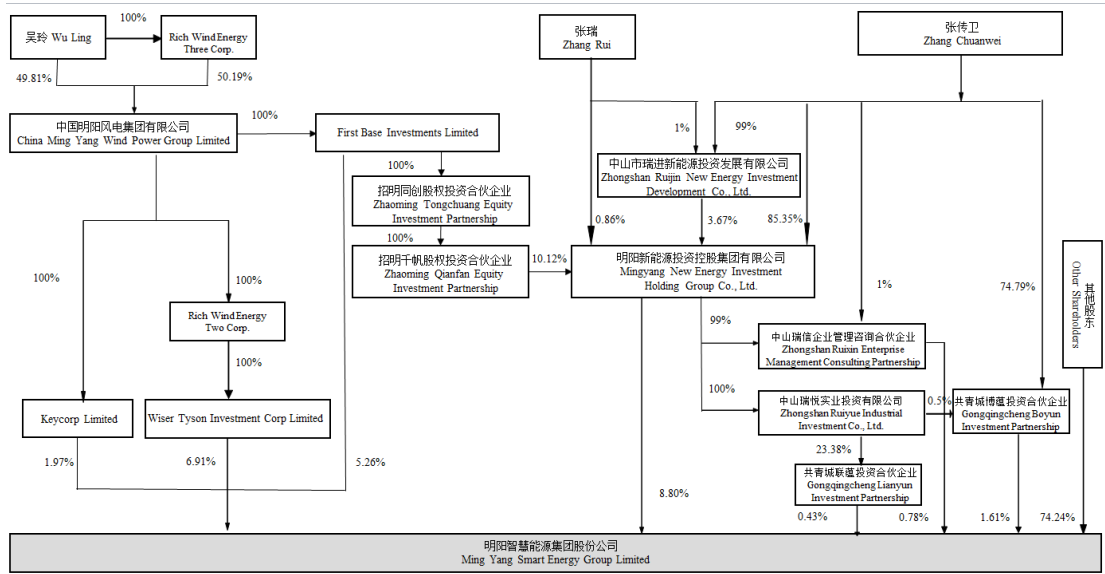 吴玲 Wu Ling
100%
Rich Wind Energy
Three Corp.
张瑞
Zhang Rui
张传卫
Zhang Chuanwei
49.81%
50.19%
中国明阳风电集团有限公司
China Ming Yang Wind Power Group Limited
100%
First Base Investments Limited
1%
99%
中山市瑞进新能源投资发展有限公司
Zhongshan Ruijin New Energy Investment
Development Co., Ltd.
100%
招明同创股权投资合伙企业
Zhaoming Tongchuang Equity
Investment Partnership
0.86%
3.67%
85.35%
100%
招明千帆股权投资合伙企业
Zhaoming Qianfan Equity
Investment Partnership
10.12%
明阳新能源投资控股集团有限公司
Mingyang New Energy Investment
Holding Group Co., Ltd.
其他股东
Other Shareholders
100%
100%
1%
74.79%
Rich Wind Energy
Two Corp.
99%
中山瑞信企业管理咨询合伙企业
Zhongshan Ruixin Enterprise
Management Consulting Partnership
100%
100%
中山瑞悦实业投资有限公司
Zhongshan Ruiyue Industrial
Investment Co., Ltd.
0.5%
共青城博蕴投资合伙企业
Gongqingcheng Boyun
Investment Partnership
Keycorp Limited
Wiser Tyson Investment Corp Limited
23.38%
1.97%
6.91%
5.26%
共青城联蕴投资合伙企业
Gongqingcheng Lianyun
Investment Partnership
8.80%
0.43%
0.78%
1.61%
74.24%
明阳智慧能源集团股份公司
Ming Yang Smart Energy Group Limited